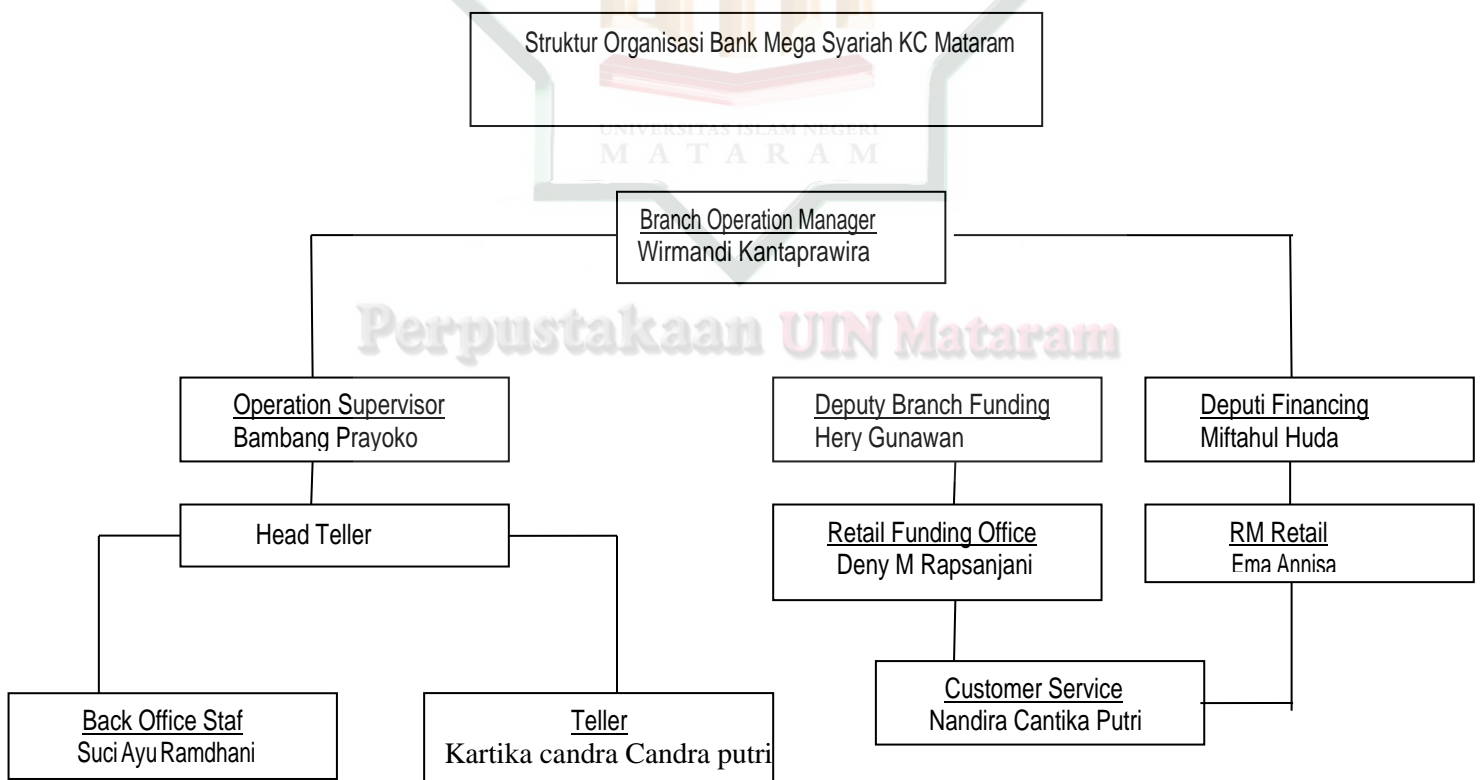 Struktur Organisasi Bank Mega Syariah KC Mataram
UNIVERSITAS ISLAM NEGERI
MATARAM
Branch Operation Manager
Wirmandi Kantaprawira
Perpustakaan UIN Mataram
Operation Supervisor
Bambang Prayoko
Deputy Branch Funding
Hery Gunawan
Deputi Financing
Miftahul Huda
Head Teller
Retail Funding Office
Deny M Rapsanjani
RM Retail
Ema Annisa
Customer Service
Nandira Cantika Putri
Back Office Staf
Suci Ayu Ramdhani
Teller
Kartika candra Candra putri